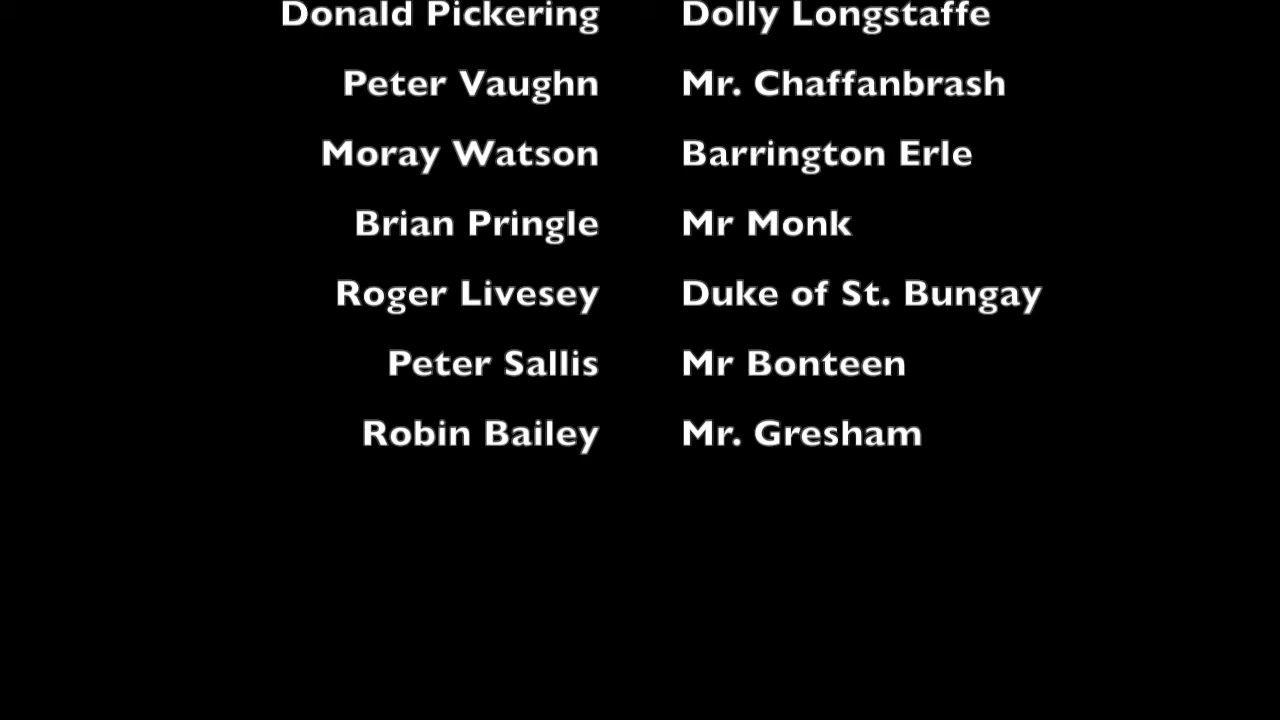 Donald Pickering Dolly Longstaffe
Peter Vaughn Mr. Chaffanbrash
Moray Watson Barrington Erle
Brian Pringle Mr Monk
Roger Livesey Duke of St. Bungay
Peter Sallis Mr Bonteen
Robin Bailey Mr. Gresham